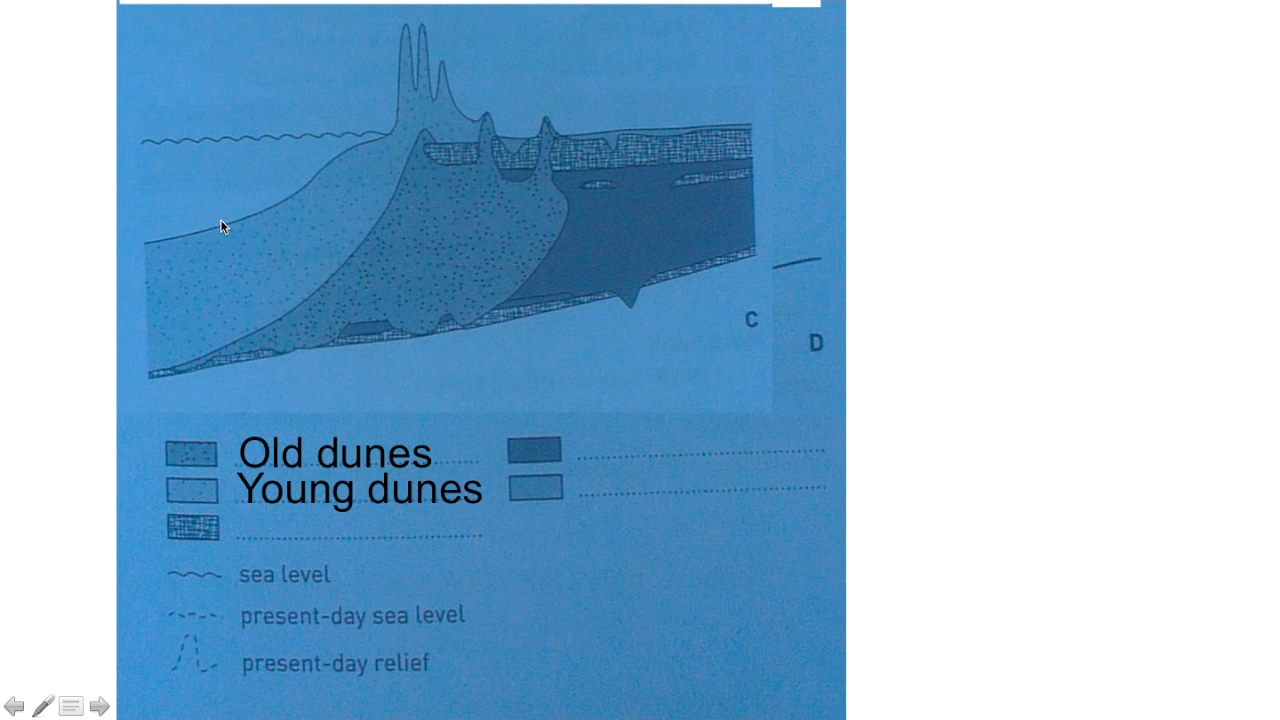 C
D
Old dunes
Young dunes
sea level
present-day sea level
present-day relief